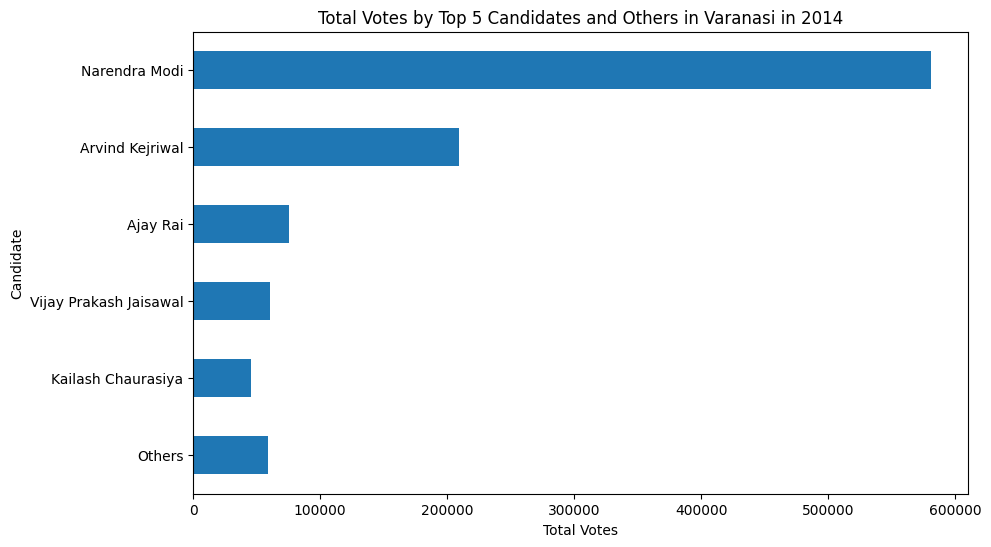 Total Votes by Top 5 Candidates and Others in Varanasi in 2014
Candidate
Narendra Modi
Arvind Kejriwal
Ajay Rai
Vijay Prakash Jaisawal
Kailash Chaurasiya
Others
0 100000 200000 300000 400000 500000 600000
Total Votes